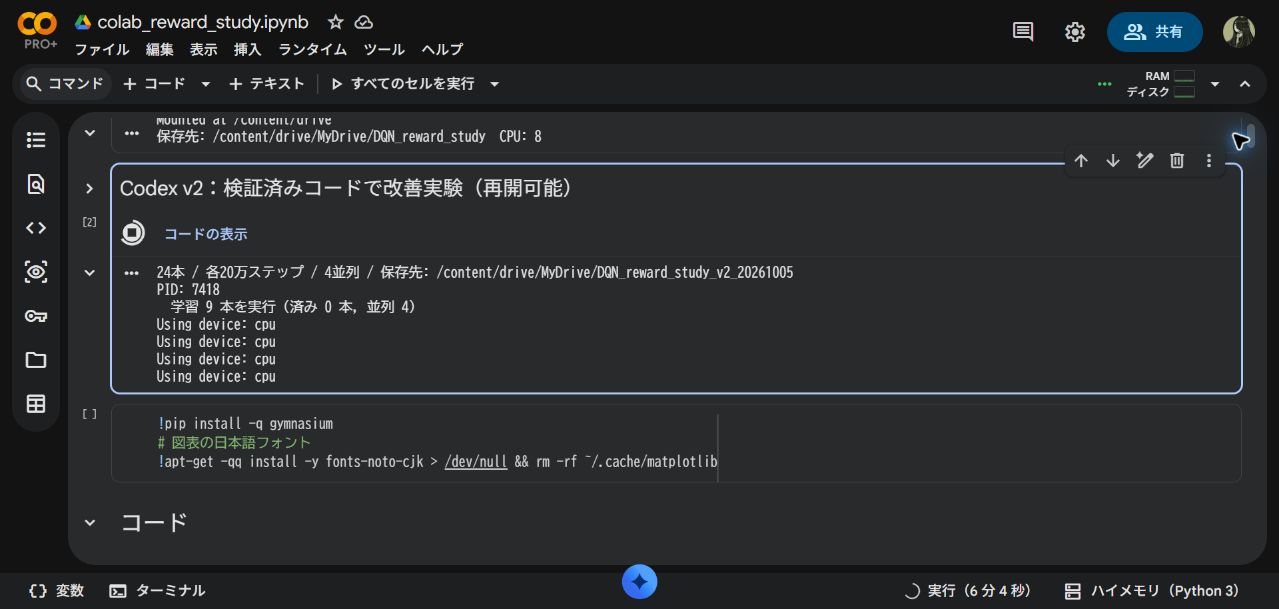 colab_reward_study.ipynb
PRO+
ファイル 編集 表示 挿入 ランタイム ツール ヘルプ
共有
コマンド + コード + テキスト すべてのセルを実行
RAM
ディスク
Mounted at /content/drive
保存先: /content/drive/MyDrive/DQN_reward_study CPU: 8
Codex v2：検証済みコードで改善実験（再開可能）
[2]
コードの表示
24本 / 各20万ステップ / 4並列 / 保存先: /content/drive/MyDrive/DQN_reward_study_v2_20261005
PID: 7418
学習 9 本を実行 (済み 0 本, 並列 4)
Using device: cpu
Using device: cpu
Using device: cpu
Using device: cpu
[ ]
!pip install -q gymnasium
# 図表の日本語フォント
!apt-get -qq install -y fonts-noto-cjk > /dev/null && rm -rf ~/.cache/matplotlib
コード
変数 ターミナル 実行（6 分 4 秒） ハイメモリ（Python 3）